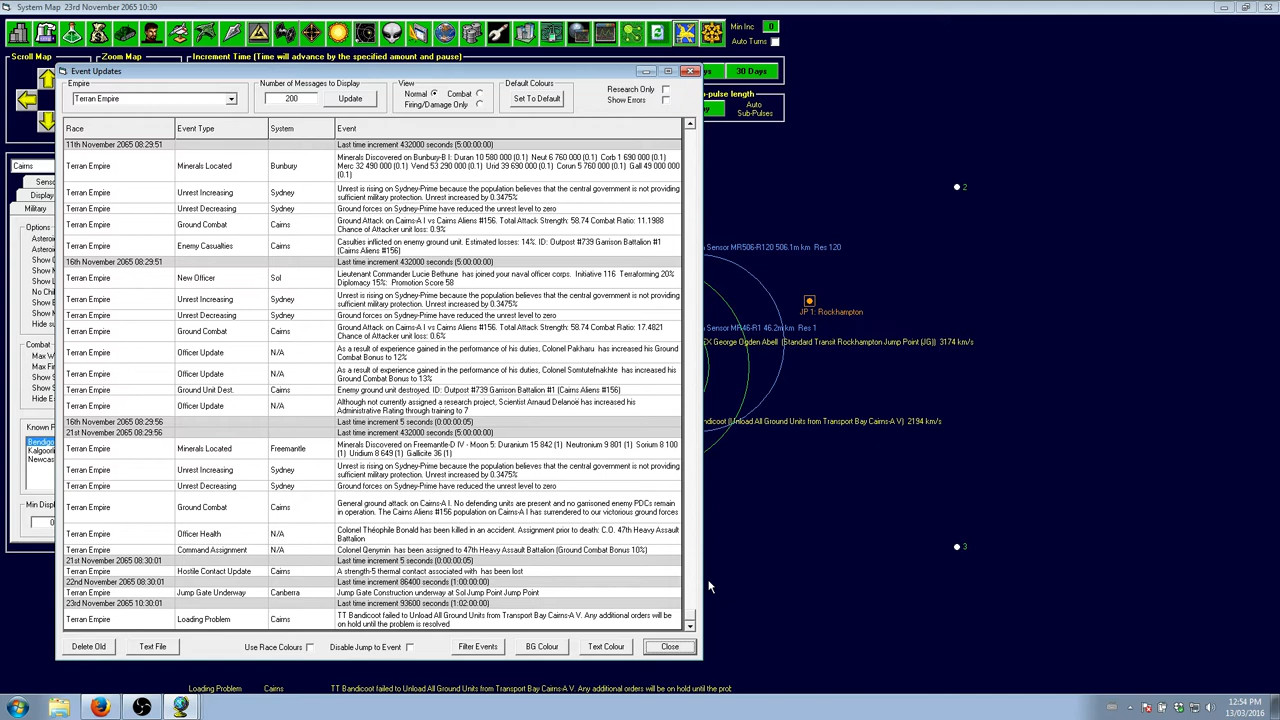 System Map 23rd November 2065 10:30
Min Inc 0
Auto Turns
Scroll Map
Zoom Map
Increment Time (Time will advance by the specified amount and pause)
30 Days
Auto
Sub-Pulses
Event Updates
Empire
Terran Empire
Number of Messages to Display
200
Update
View
Normal
Combat
Firing/Damage Only
Default Colours
Set To Default
Research Only
Show Errors
Race Event Type System Event
11th November 2065 08:29:51 Last time increment 432000 seconds (5:00:00:00)
Terran Empire Minerals Located Bunbury Minerals Discovered on Bunbury-B I: Duran 10 580 000 (0.1) Neut 6 760 000 (0.1) Corb 1 690 000 (0.1)
Merc 32 490 000 (0.1) Vend 53 290 000 (0.1) Urid 39 690 000 (0.1) Corun 5 760 000 (0.1) Gall 49 000 000
(0.1)
Terran Empire Unrest Increasing Sydney Unrest is rising on Sydney-Prime because the population believes that the central government is not providing
sufficient military protection. Unrest increased by 0.3475%
Terran Empire Unrest Decreasing Sydney Ground forces on Sydney-Prime have reduced the unrest level to zero
Terran Empire Ground Combat Cairns Ground Attack on Cairns-A I vs Cairns Aliens #156. Total Attack Strength: 58.74 Combat Ratio: 11.1988
Chance of Attacker unit loss: 0.9%
Terran Empire Enemy Casualties Cairns Casualties inflicted on enemy ground unit. Estimated losses: 14%. ID: Outpost #739 Garrison Battalion #1
(Cairns Aliens #156)
16th November 2065 08:29:51 Last time increment 432000 seconds (5:00:00:00)
Terran Empire New Officer Sol Lieutenant Commander Lucie Bethune has joined your naval officer corps. Initiative 116 Terraforming 20%
Diplomacy 15% Promotion Score 58
Terran Empire Unrest Increasing Sydney Unrest is rising on Sydney-Prime because the population believes that the central government is not providing
sufficient military protection. Unrest increased by 0.3475%
Terran Empire Unrest Decreasing Sydney Ground forces on Sydney-Prime have reduced the unrest level to zero
Terran Empire Ground Combat Cairns Ground Attack on Cairns-A I vs Cairns Aliens #156. Total Attack Strength: 58.74 Combat Ratio: 17.4821
Chance of Attacker unit loss: 0.6%
Terran Empire Officer Update N/A As a result of experience gained in the performance of his duties, Colonel Pakharu has increased his Ground
Combat Bonus to 12%
Terran Empire Officer Update N/A As a result of experience gained in the performance of his duties, Colonel Somtutefnakhte has increased his
Ground Combat Bonus to 13%
Terran Empire Ground Unit Dest. Cairns Enemy ground unit destroyed. ID: Outpost #739 Garrison Battalion #1 (Cairns Aliens #156)
Terran Empire Officer Update N/A Although not currently assigned a research project, Scientist Arnaud Delanoë has increased his
Administrative Rating through training to 7
16th November 2065 08:29:56 Last time increment 5 seconds (0:00:00:05)
21st November 2065 08:29:56 Last time increment 432000 seconds (5:00:00:00)
Terran Empire Minerals Located Freemantle Minerals Discovered on Freemantle-D IV - Moon 5: Duranium 15 842 (1) Neutronium 9 801 (1) Sorium 8 100
(1) Uridium 8 649 (1) Gallicite 36 (1)
Terran Empire Unrest Increasing Sydney Unrest is rising on Sydney-Prime because the population believes that the central government is not providing
sufficient military protection. Unrest increased by 0.3475%
Terran Empire Unrest Decreasing Sydney Ground forces on Sydney-Prime have reduced the unrest level to zero
Terran Empire Ground Combat Cairns General ground attack on Cairns-A I. No defending units are present and no garrisoned enemy PDCs remain
in operation. The Cairns Aliens #156 population on Cairns-A I has surrendered to our victorious ground forces
Terran Empire Officer Health N/A Colonel Théophile Bonald has been killed in an accident. Assignment prior to death: C.O. 47th Heavy Assault
Battalion
Terran Empire Command Assignment N/A Colonel Qenymin has been assigned to 47th Heavy Assault Battalion (Ground Combat Bonus 10%)
21st November 2065 08:30:01 Last time increment 5 seconds (0:00:00:05)
Terran Empire Hostile Contact Update Cairns A strength-5 thermal contact associated with has been lost
22nd November 2065 08:30:01 Last time increment 86400 seconds (1:00:00:00)
Terran Empire Jump Gate Underway Canberra Jump Gate Construction underway at Sol Jump Point Jump Point
23rd November 2065 10:30:01 Last time increment 93600 seconds (1:02:00:00)
Terran Empire Loading Problem Cairns TT Bandicoot failed to Unload All Ground Units from Transport Bay Cairns-A V. Any additional orders will be
on hold until the problem is resolved
Delete Old
Text File
Use Race Colours
Disable Jump to Event
Filter Events
BG Colour
Text Colour
Close
Cairns
Display
Military
Options
Combat
2
Sensor MR506-R120 506.1m km Res 120
JP 1: Rockhampton
Sensor MR46-R1 46.2m km Res 1
EX George Ogden Abell (Standard Transit Rockhampton Jump Point (JG)) 3174 km/s
ndicoot (Unload All Ground Units from Transport Bay Cairns-A V) 2194 km/s
3
Loading Problem Cairns TT Bandicoot failed to Unload All Ground Units from Transport Bay Cairns-A V. Any additional orders will be on hold until the prob
12:54 PM
13/03/2016